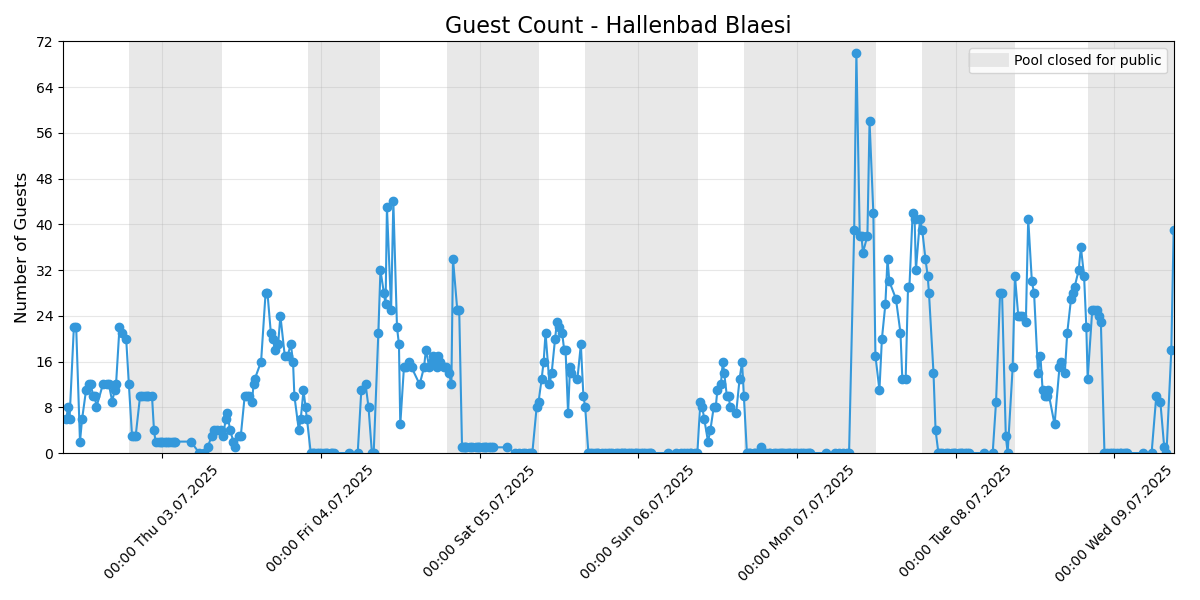 Guest Count - Hallenbad Blaesi
Pool closed for public
Number of Guests
72
64
56
48
40
32
24
16
8
0
00:00 Thu 03.07.2025
00:00 Fri 04.07.2025
00:00 Sat 05.07.2025
00:00 Sun 06.07.2025
00:00 Mon 07.07.2025
00:00 Tue 08.07.2025
00:00 Wed 09.07.2025